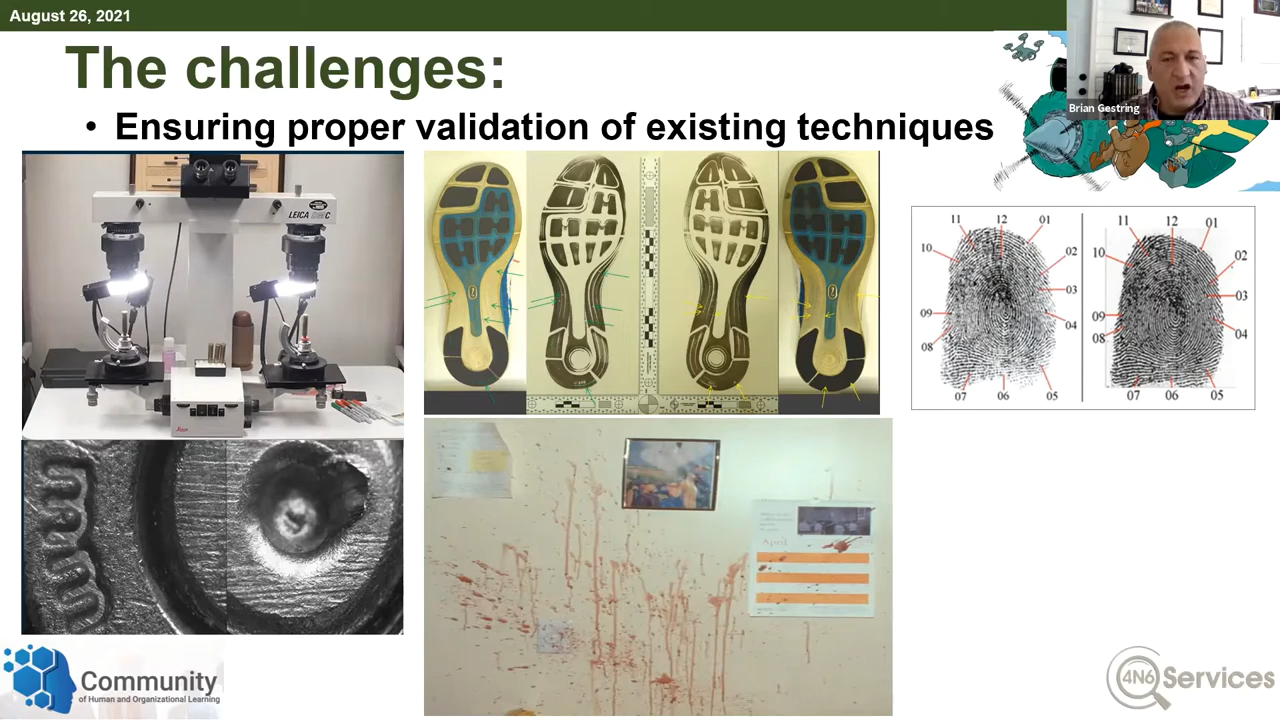 August 26, 2021
The challenges:
• Ensuring proper validation of existing techniques
Brian Gestring
LEICA DMC
Leica
11 12 01
10 02
03
09 04
08
07 06 05
11 12 01
10 02
03
09 04
08
07 06 05
April
Community
of Human and Organizational Learning
4N6 Services